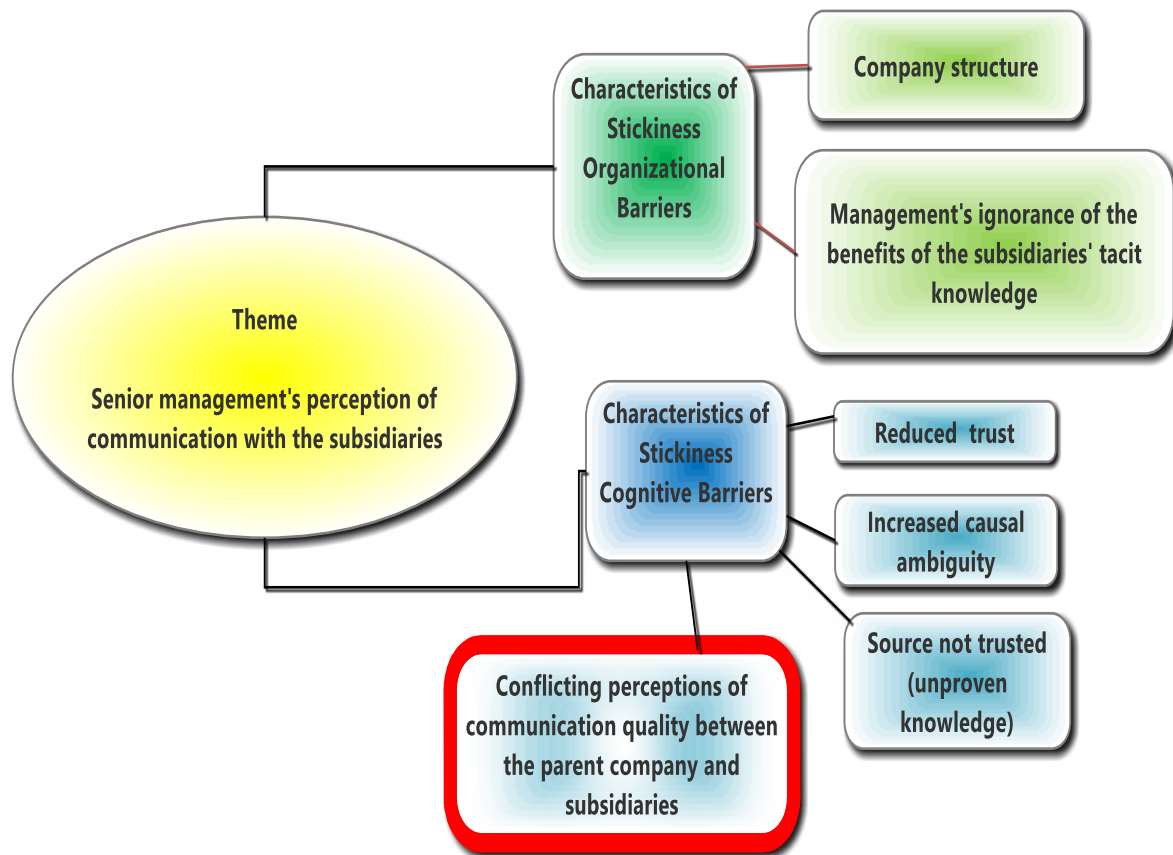 Theme
Senior management's perception of
communication with the subsidiaries
Characteristics of
Stickiness
Organizational
Barriers
Company structure
Management's ignorance of the
benefits of the subsidiaries' tacit
knowledge
Characteristics of
Stickiness
Cognitive Barriers
Reduced trust
Increased causal
ambiguity
Source not trusted
(unproven
knowledge)
Conflicting perceptions of
communication quality between
the parent company and
subsidiaries